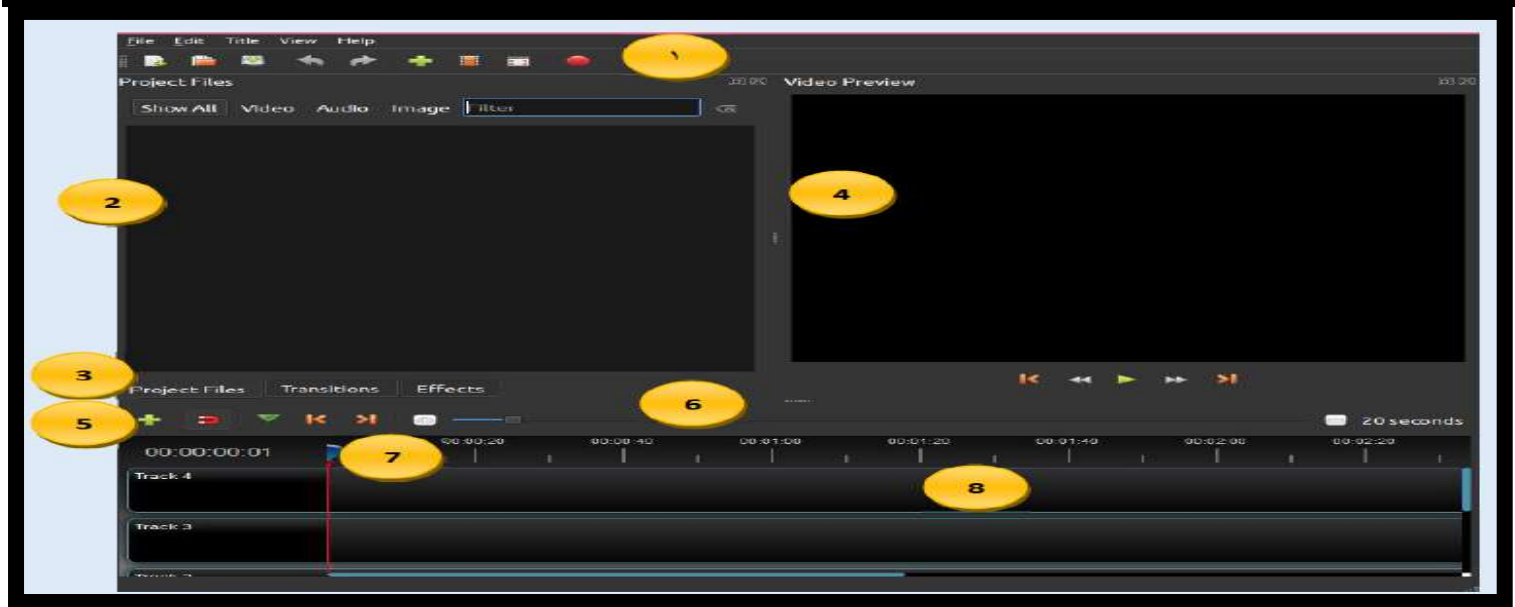 File Edit Title View Help
١
Project Files
Video Preview
Show All Video Audio Image Filter
2
4
3
Project Files Transitions Effects
6
5
20 seconds
00:00:20 00:00:40 00:01:00 00:01:20 00:01:40 00:02:00 00:02:20
00:00:00:01
7
Track 4
8
Track 3